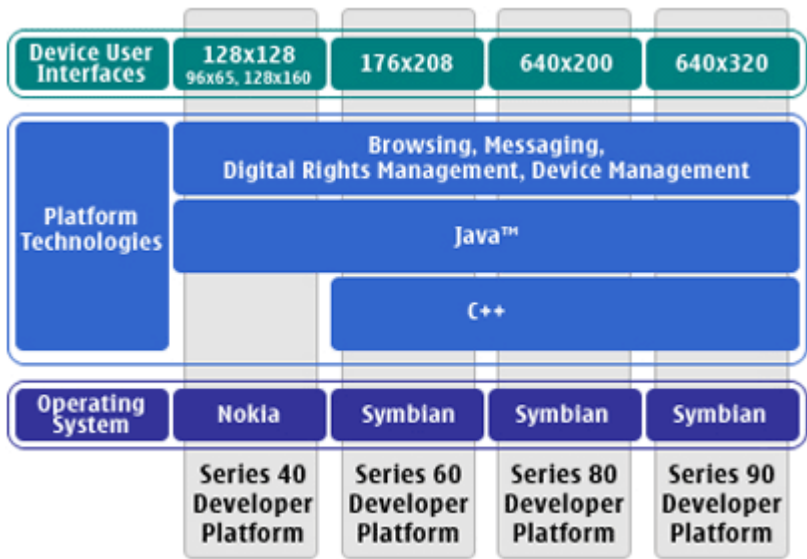 Device User
Interfaces
128x128
96x65, 128x160
176x208
640x200
640x320
Platform
Technologies
Browsing, Messaging,
Digital Rights Management, Device Management
Java™
C++
Operating
System
Nokia
Symbian
Symbian
Symbian
Series 40
Developer
Platform
Series 60
Developer
Platform
Series 80
Developer
Platform
Series 90
Developer
Platform